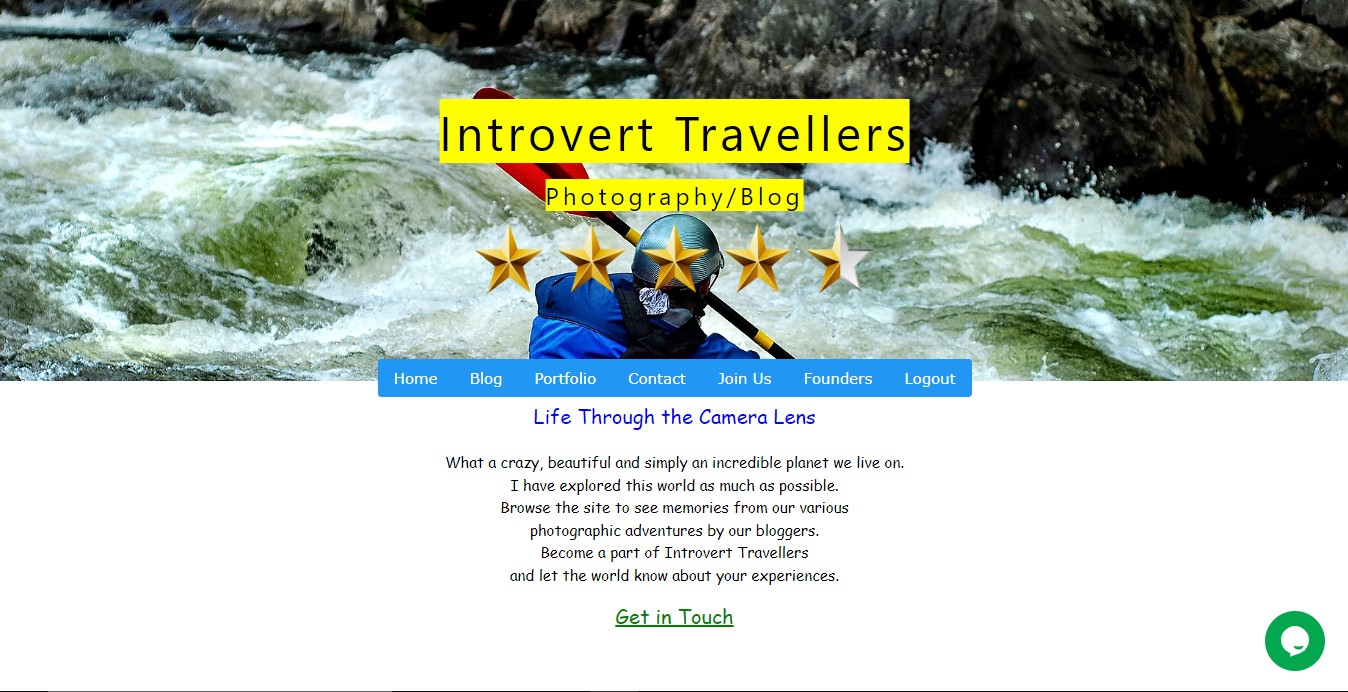 Introvert Travellers
Photography/Blog
Home Blog Portfolio Contact Join Us Founders Logout
Life Through the Camera Lens
What a crazy, beautiful and simply an incredible planet we live on.
I have explored this world as much as possible.
Browse the site to see memories from our various
photographic adventures by our bloggers.
Become a part of Introvert Travellers
and let the world know about your experiences.
Get in Touch